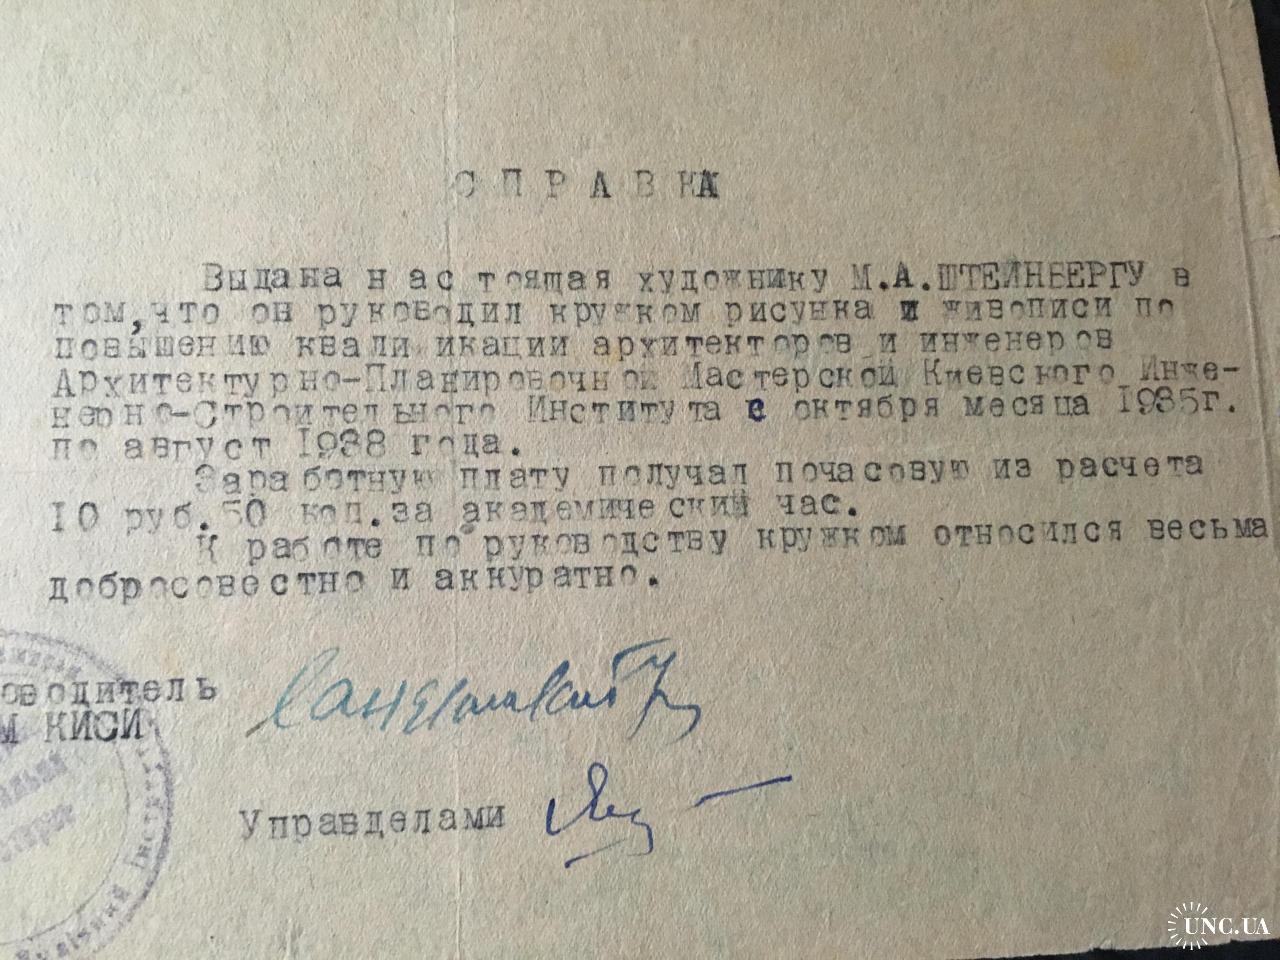 СПРАВКА
Выдана настоящая художнику М.А.ШТЕЙНБЕРГУ в
том,что он руководил кружком рисунка и живописи по
повышению квали икации архитекторов и инженеров
Архитектурно-Планировочной Мастерской Киевского Инже-
нерно-Строительного Института с октября месяца 1935г.
по август 1938 года.
Заработную плату получал почасовую из расчета
10 руб.50 коп.за академический час.
К работе по руководству кружком относился весьма
добросовестно и аккуратно.
оводитель
М КИСИ
Управделами
UNC.UA